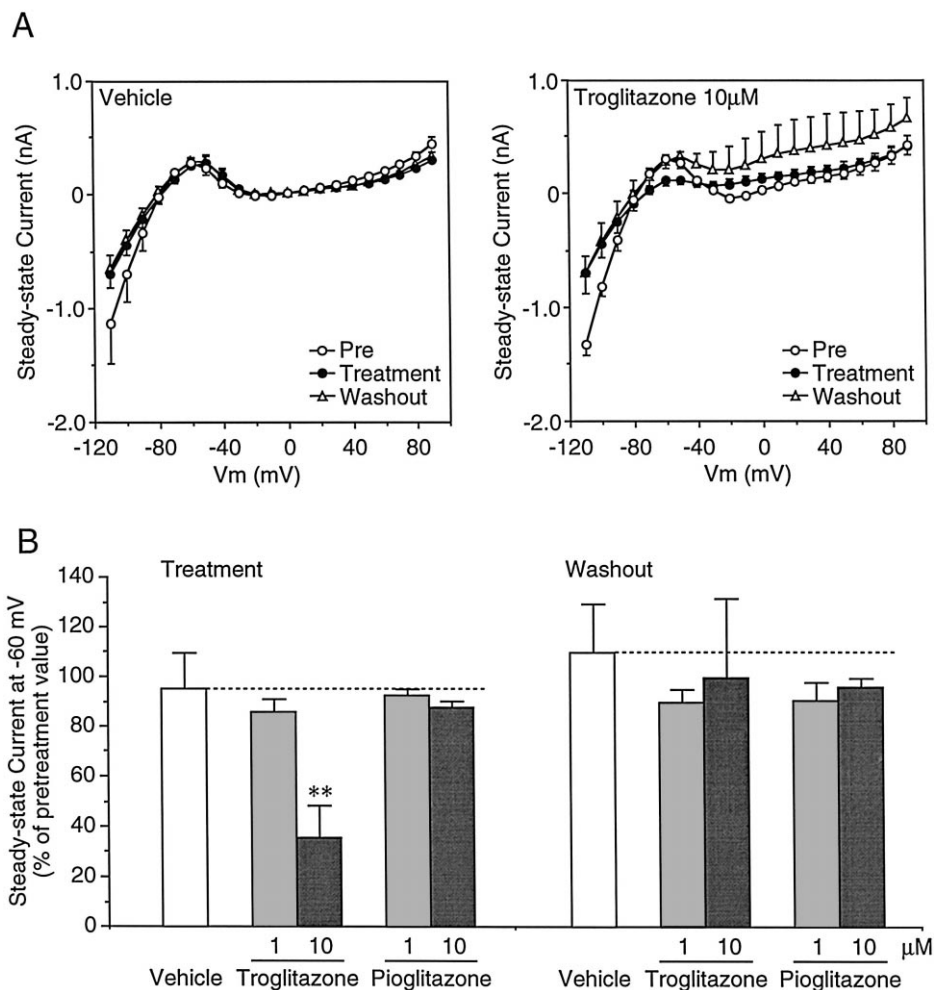 A
Vehicle
Steady-state Current (nA)
1.0
0
-1.0
-2.0
-120
-80
-40
0
40
80
Vm (mV)
Pre
Treatment
Washout
Troglitazone 10µM
Steady-state Current (nA)
1.0
0
-1.0
-2.0
-120
-80
-40
0
40
80
Vm (mV)
Pre
Treatment
Washout
B
Treatment
Washout
Steady-state Current at -60 mV
(% of pretreatment value)
140
120
100
80
60
40
20
0
**
1 10 1 10 1 10 1 10 µM
Vehicle Troglitazone Pioglitazone Vehicle Troglitazone Pioglitazone